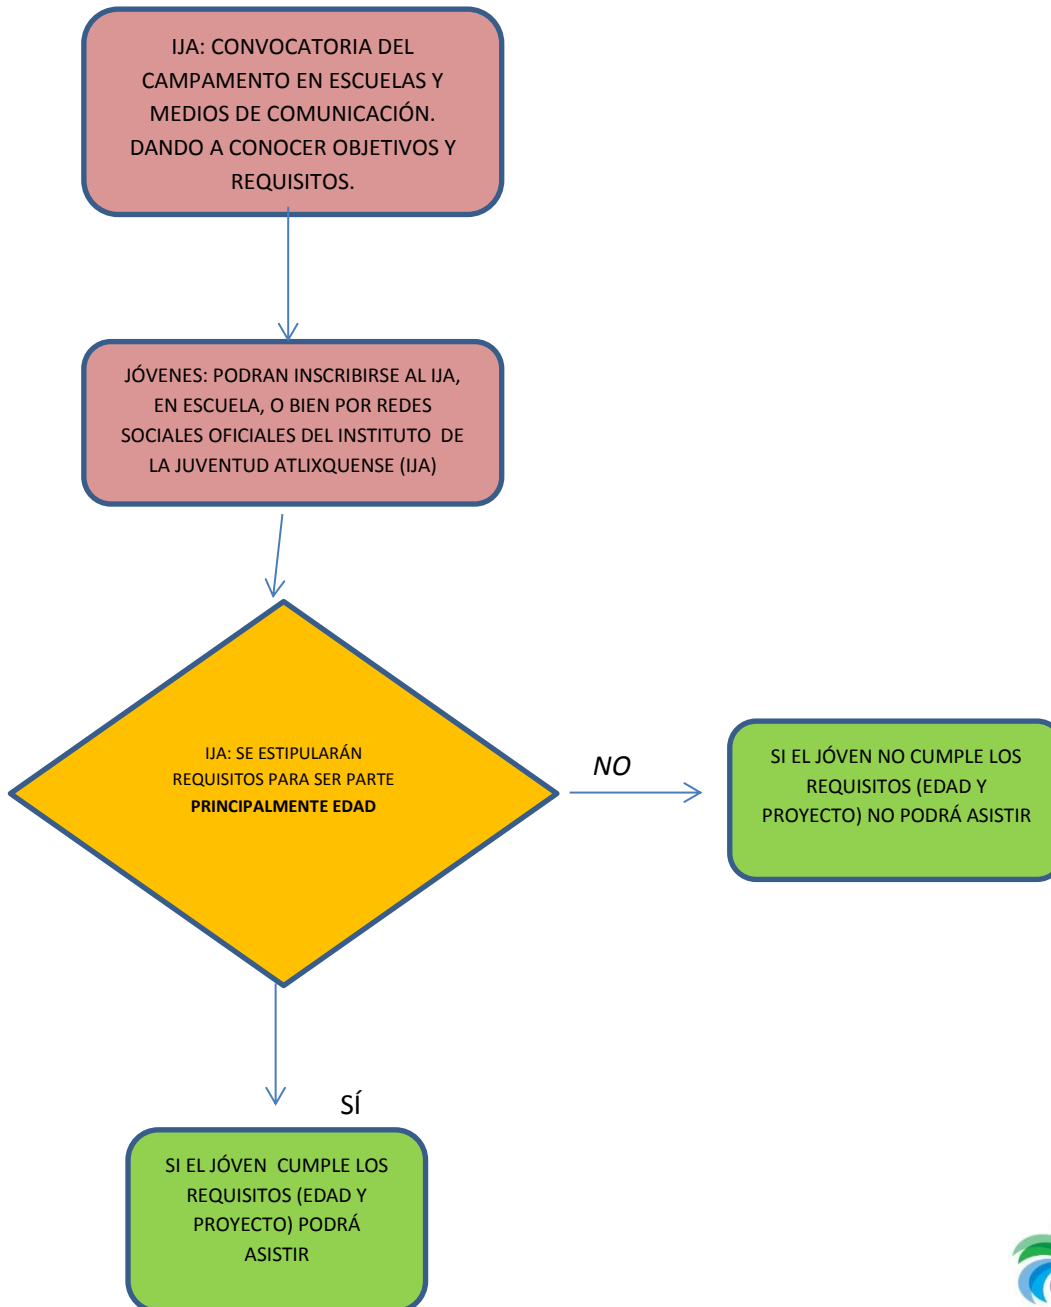 IJA: CONVOCATORIA DEL
CAMPAMENTO EN ESCUELAS Y
MEDIOS DE COMUNICACIÓN.
DANDO A CONOCER OBJETIVOS Y
REQUISITOS.
JÓVENES: PODRAN INSCRIBIRSE AL IJA,
EN ESCUELA, O BIEN POR REDES
SOCIALES OFICIALES DEL INSTITUTO DE
LA JUVENTUD ATLIXQUENSE (IJA)
IJA: SE ESTIPULARÁN
REQUISITOS PARA SER PARTE
PRINCIPALMENTE EDAD
NO
SI EL JÓVEN NO CUMPLE LOS
REQUISITOS (EDAD Y
PROYECTO) NO PODRÁ ASISTIR
SÍ
SI EL JÓVEN CUMPLE LOS
REQUISITOS (EDAD Y
PROYECTO) PODRÁ
ASISTIR